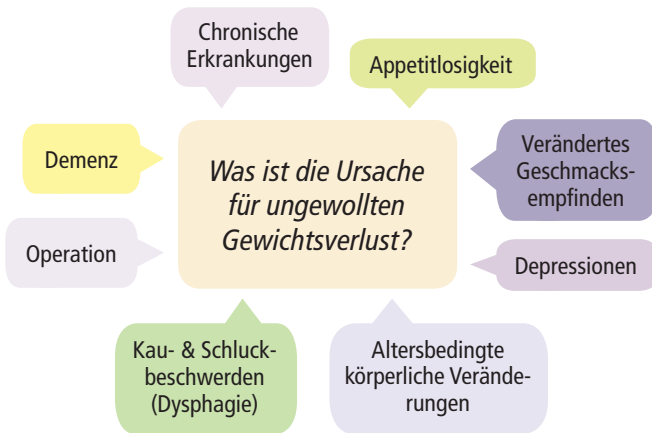 Chronische
Erkrankungen
Appetitlosigkeit
Demenz
Was ist die Ursache
für ungewollten
Gewichtsverlust?
Verändertes
Geschmacks-
empfinden
Operation
Depressionen
Kau- & Schluck-
beschwerden
(Dysphagie)
Altersbedingte
körperliche Verände-
rungen